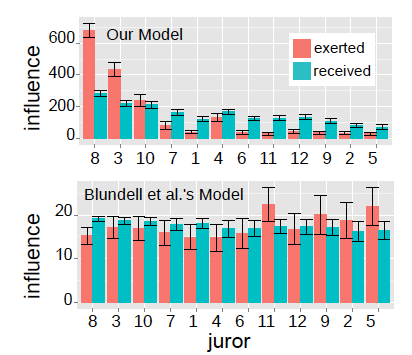 Our Model
exerted
received
influence
600
400
200
0
8 3 10 7 1 4 6 11 12 9 2 5
Blundell et al.'s Model
influence
20
10
0
8 3 10 7 1 4 6 11 12 9 2 5
juror